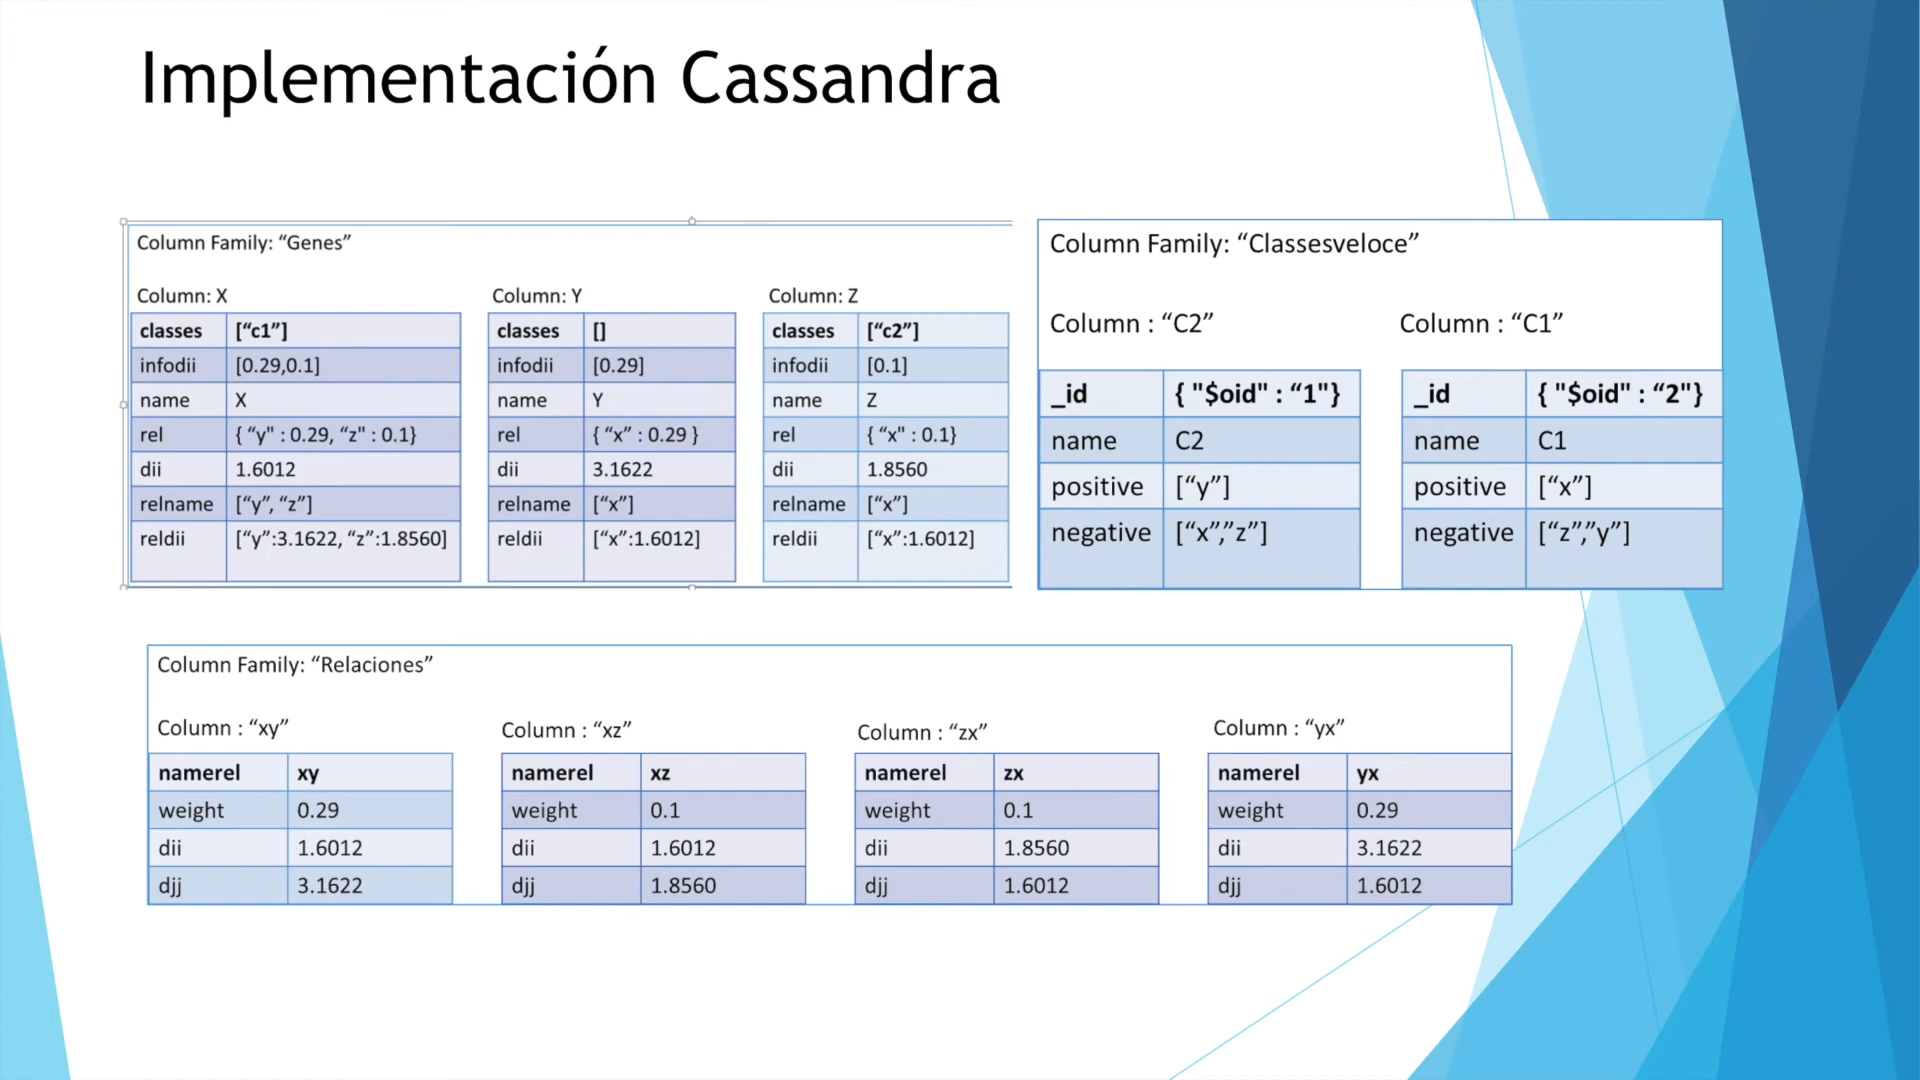 Implementación Cassandra
Column Family: “Genes”
Column: X
classes [“c1”]
infodii [0.29,0.1]
name X
rel { “y" : 0.29, “z" : 0.1}
dii 1.6012
relname [“y”, “z”]
reldii [“y”:3.1622, “z”:1.8560]
Column: Y
classes []
infodii [0.29]
name Y
rel { “x” : 0.29 }
dii 3.1622
relname [“x”]
reldii [“x”:1.6012]
Column: Z
classes [“c2”]
infodii [0.1]
name Z
rel { “x" : 0.1}
dii 1.8560
relname [“x”]
reldii [“x”:1.6012]
Column Family: “Classesveloce”
Column : “C2”
_id { "$oid" : “1"}
name C2
positive [“y”]
negative [“x”,”z”]
Column : “C1”
_id { "$oid" : “2"}
name C1
positive [“x”]
negative [“z”,”y”]
Column Family: “Relaciones”
Column : “xy”
namerel xy
weight 0.29
dii 1.6012
djj 3.1622
Column : “xz”
namerel xz
weight 0.1
dii 1.6012
djj 1.8560
Column : “zx”
namerel zx
weight 0.1
dii 1.8560
djj 1.6012
Column : “yx”
namerel yx
weight 0.29
dii 3.1622
djj 1.6012